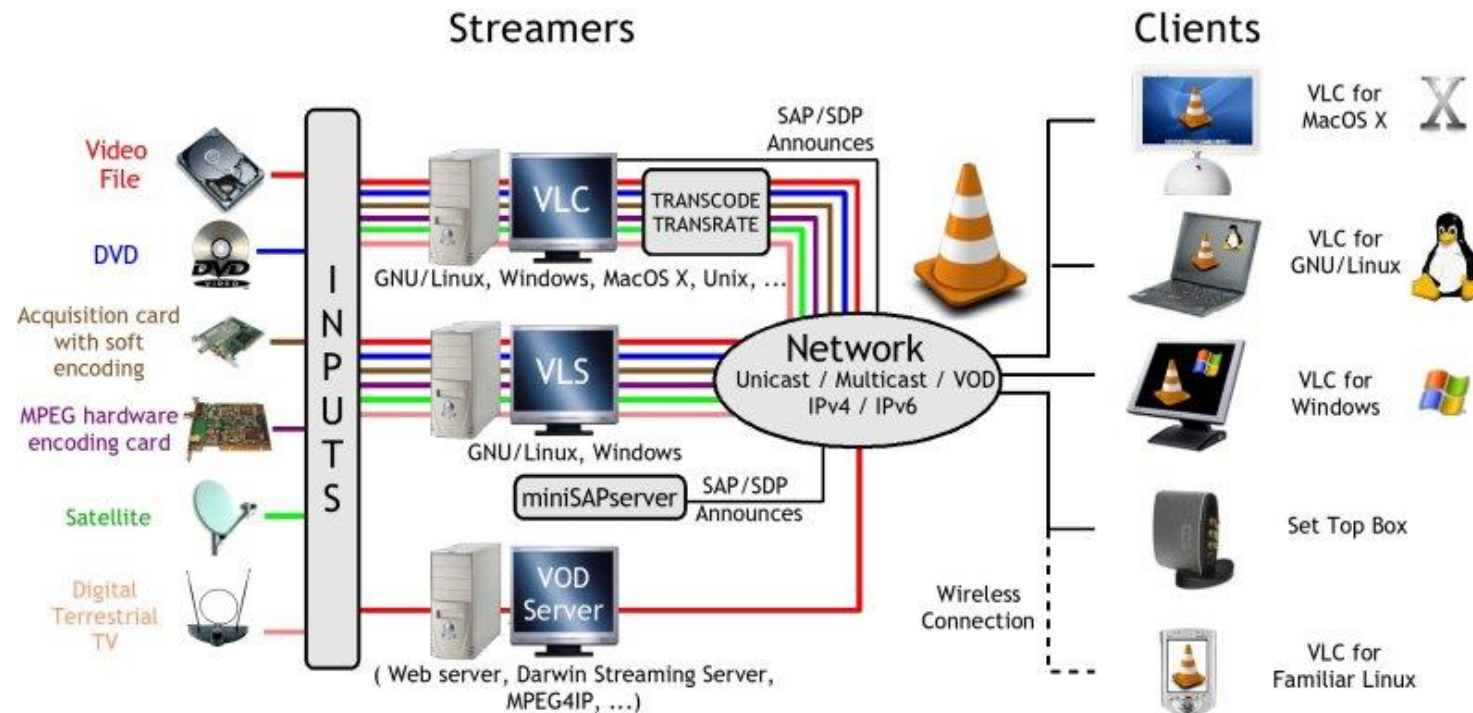 Streamers
Clients
Video
File
DVD
DVD
VIDEO
Acquisition card
with soft
encoding
MPEG hardware
encoding card
Satellite
Digital
Terrestrial
TV
INPUTS
VLC
GNU/Linux, Windows, MacOS X, Unix, ...
TRANSCODE
TRANSRATE
SAP/SDP
Announces
VLS
GNU/Linux, Windows
miniSAPserver
SAP/SDP
Announces
VOD
Server
( Web server, Darwin Streaming Server,
MPEG4IP, ...)
Network
Unicast / Multicast / VOD
IPv4 / IPv6
Wireless
Connection
VLC for
MacOS X
X
VLC for
GNU/Linux
VLC for
Windows
Set Top Box
VLC for
Familiar Linux